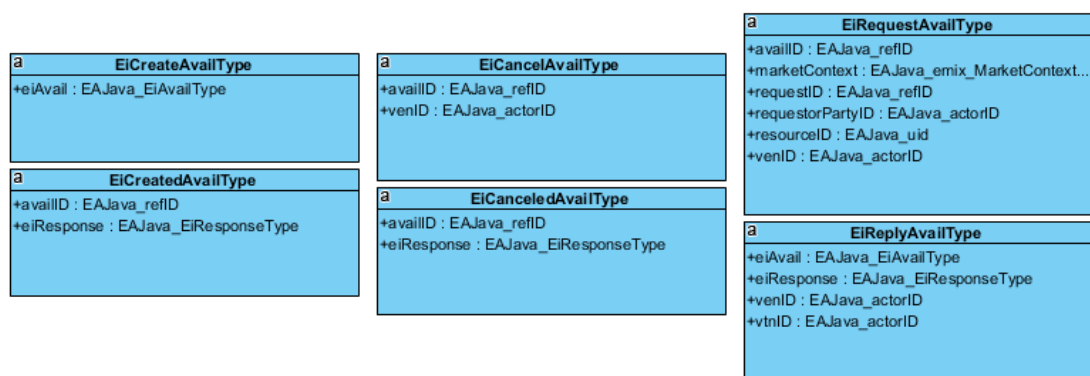 a
EiCreateAvailType
+eiAvail : EAJava_EiAvailType
a
EiCreatedAvailType
+availID : EAJava_refID
+eiResponse : EAJava_EiResponseType
a
EiCancelAvailType
+availID : EAJava_refID
+venID : EAJava_actorID
a
EiCanceledAvailType
+availID : EAJava_refID
+eiResponse : EAJava_EiResponseType
a
EiRequestAvailType
+availID : EAJava_refID
+marketContext : EAJava_emix_MarketContext...
+requestID : EAJava_refID
+requestorPartyID : EAJava_actorID
+resourceID : EAJava_uid
+venID : EAJava_actorID
a
EiReplyAvailType
+eiAvail : EAJava_EiAvailType
+eiResponse : EAJava_EiResponseType
+venID : EAJava_actorID
+vtnID : EAJava_actorID